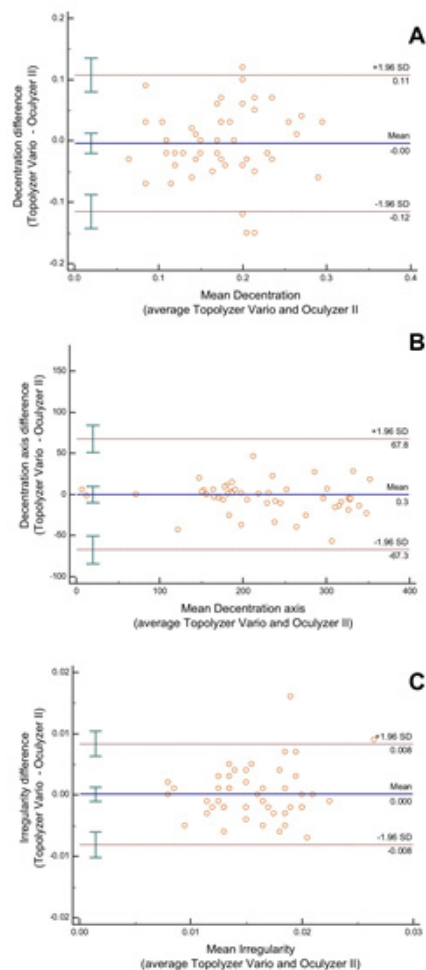 A
0.2
0.1
0.0
-0.1
-0.2
Decentration difference
(Topolyzer Vario - Oculyzer II)
+1.96 SD
0.11
Mean
-0.00
-1.96 SD
-0.12
0.0
0.1
0.2
0.3
0.4
Mean Decentration
(average Topolyzer Vario and Oculyzer II
B
150
100
50
0
-50
-100
Decentration axis difference
(Topolyzer Vario - Oculyzer II)
+1.96 SD
67.8
Mean
0.3
-1.96 SD
-67.3
0
100
200
300
400
Mean Decentration axis
(average Topolyzer Vario and Oculyzer II)
C
0.02
0.01
0.00
-0.01
-0.02
Irregularity difference
(Topolyzer Vario - Oculyzer II)
+1.96 SD
0.008
Mean
0.000
-1.96 SD
-0.008
0.00
0.01
0.02
0.03
Mean Irregularity
(average Topolyzer Vario and Oculyzer II)